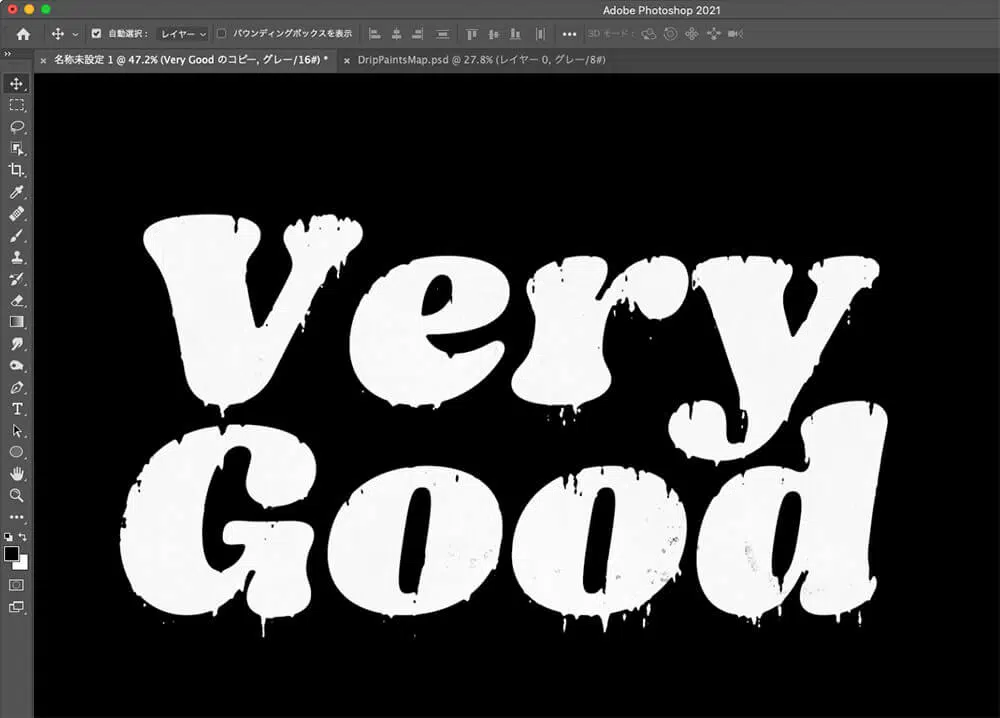 Adobe Photoshop 2021
自動選択： レイヤー バウンディングボックスを表示 3D モード：
名称未設定 1 @ 47.2% (Very Good のコピー, グレー/16#) * DripPaintsMap.psd @ 27.8% (レイヤー 0, グレー/8#)
Very
Good